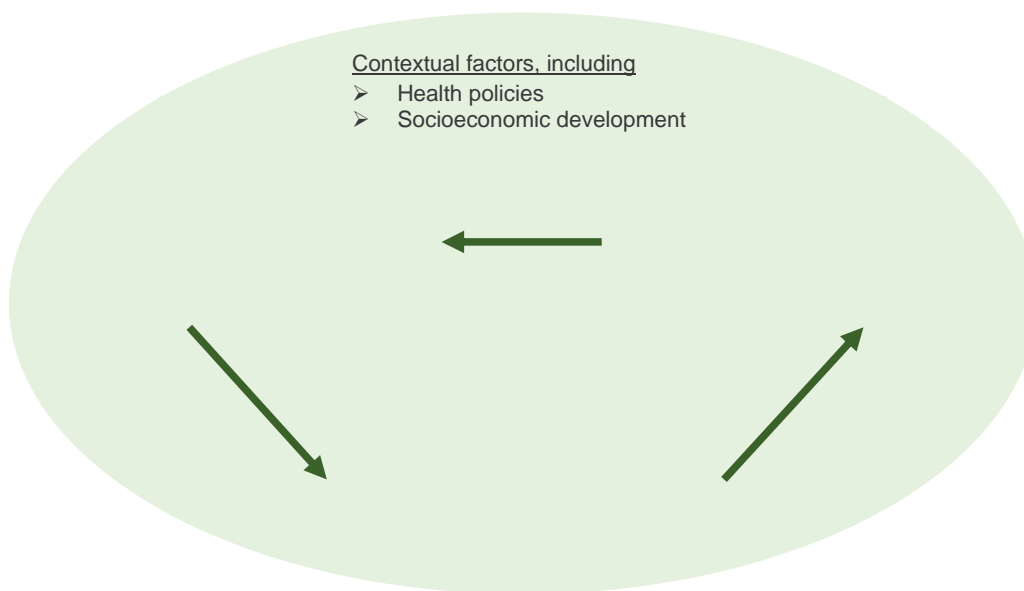 Contextual factors, including
➢ Health policies
➢ Socioeconomic development